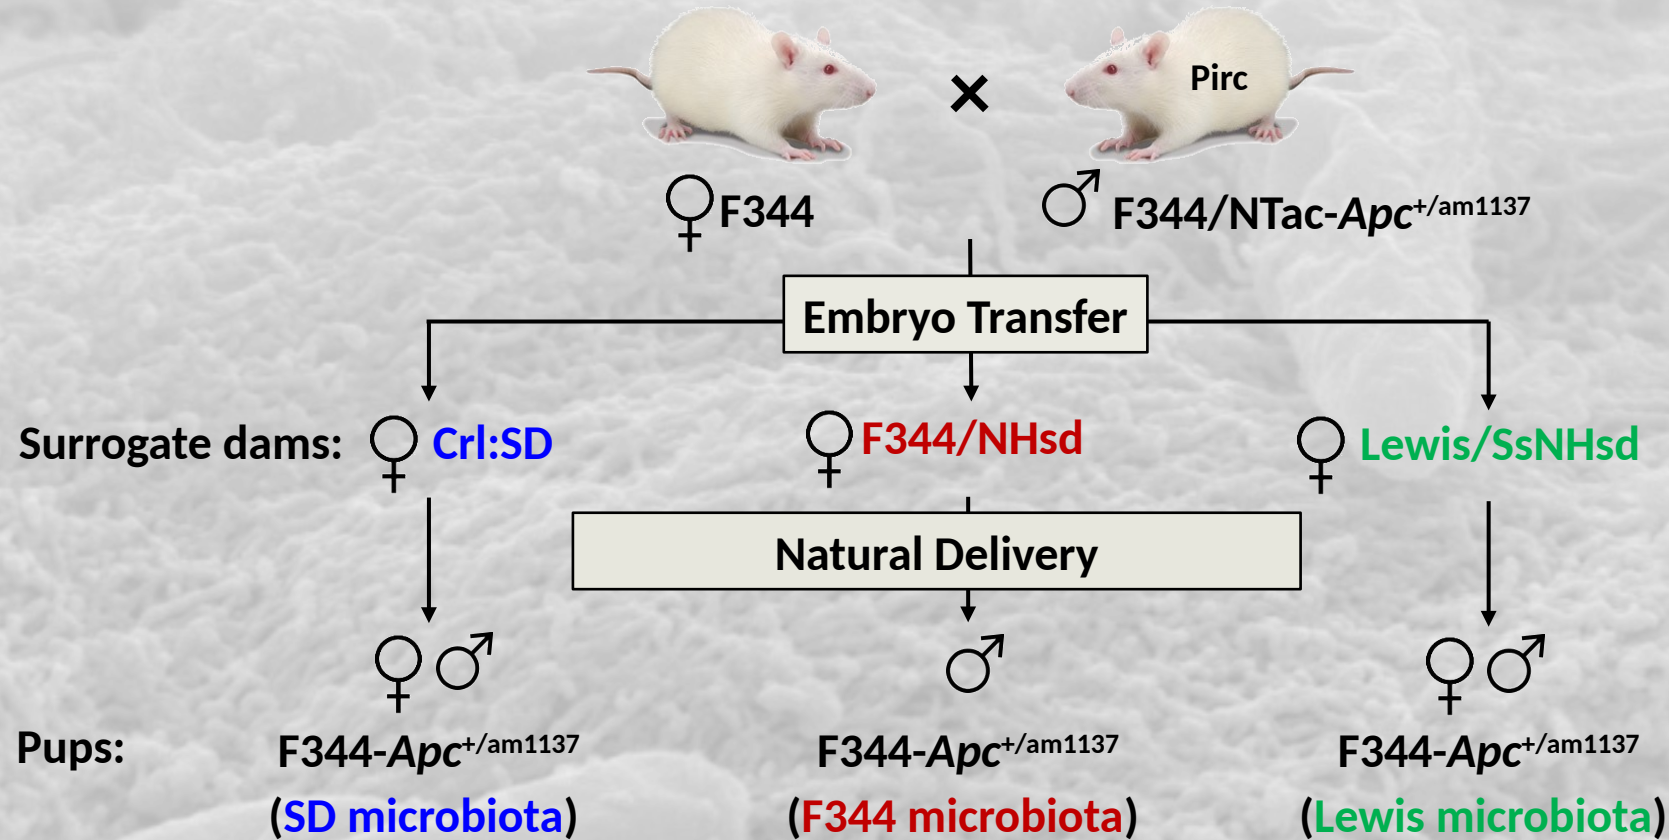 ×
Pirc
♀F344
♂ F344/NTac-Apc+/am1137
Embryo Transfer
Surrogate dams: ♀ Crl:SD ♀ F344/NHsd ♀ Lewis/SsNHsd
Natural Delivery
♀ ♂ ♂ ♀ ♂
Pups: F344-Apc+/am1137 F344-Apc+/am1137 F344-Apc+/am1137
(SD microbiota) (F344 microbiota) (Lewis microbiota)